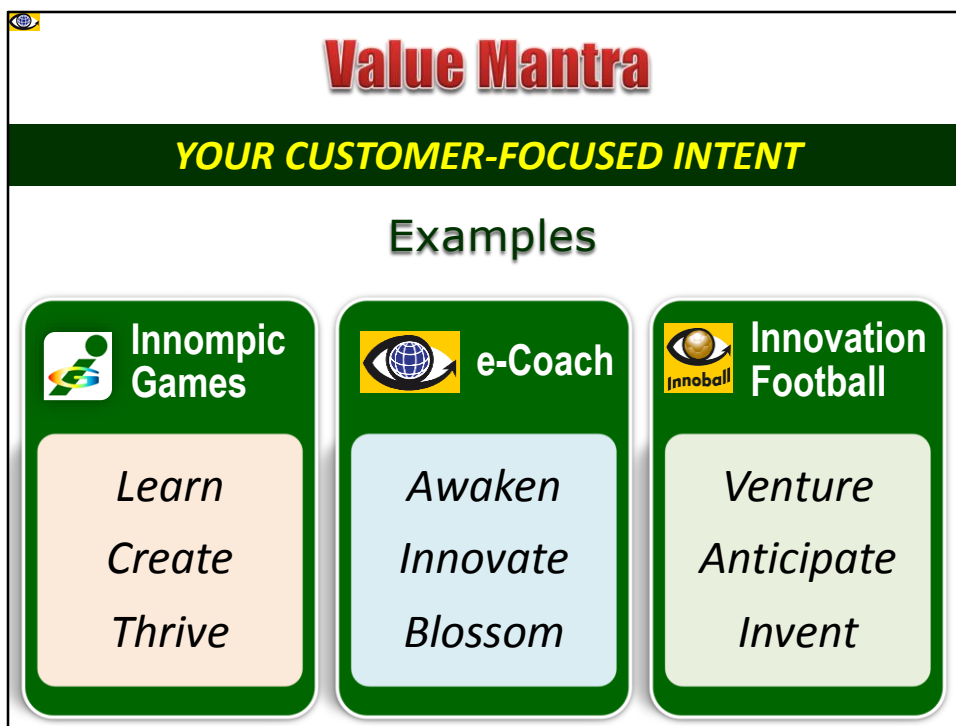 Value Mantra
YOUR CUSTOMER-FOCUSED INTENT
Examples
Innompic
Games
Learn
Create
Thrive
e-Coach
Awaken
Innovate
Blossom
Innoball
Innovation
Football
Venture
Anticipate
Invent